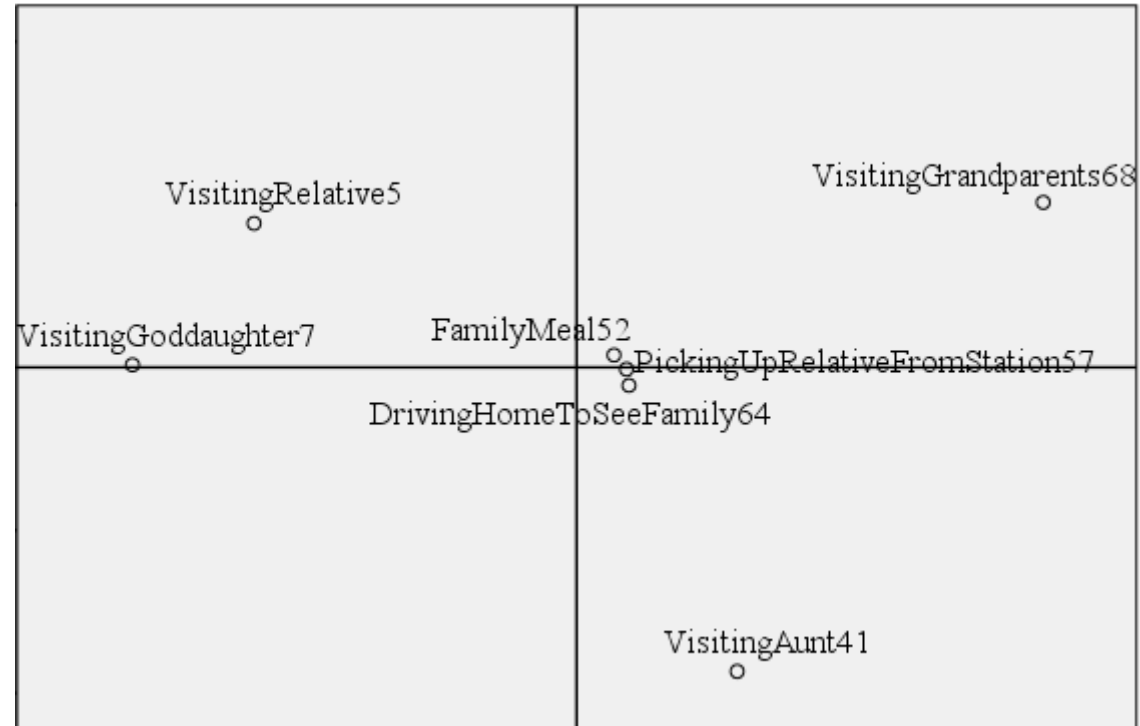 VisitingGrandparents68
VisitingRelative5
FamilyMeal52
VisitingGoddaughter7
PickingUpRelativeFromStation57
DrivingHomeToSeeFamily64
VisitingAunt41